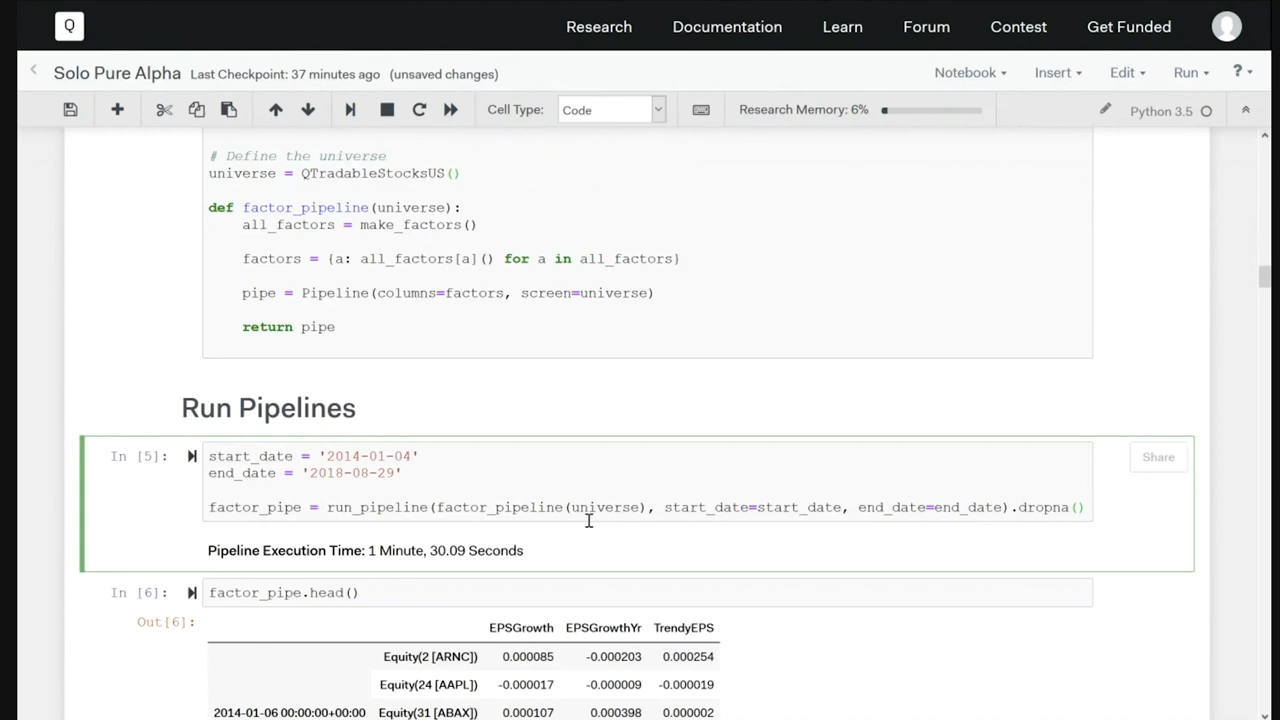 Q Research Documentation Learn Forum Contest Get Funded
Solo Pure Alpha Last Checkpoint: 37 minutes ago (unsaved changes) Notebook Insert Edit Run ?
Cell Type: Code Research Memory: 6% Python 3.5
# Define the universe
universe = QTradableStocksUS()
def factor_pipeline(universe):
all_factors = make_factors()
factors = {a: all_factors[a]() for a in all_factors}
pipe = Pipeline(columns=factors, screen=universe)
return pipe
Run Pipelines
In [5]: start_date = '2014-01-04' Share
end_date = '2018-08-29'
factor_pipe = run_pipeline(factor_pipeline(universe), start_date=start_date, end_date=end_date).dropna()
Pipeline Execution Time: 1 Minute, 30.09 Seconds
In [6]: factor_pipe.head()
Out[6]:
EPSGrowth EPSGrowthYr TrendyEPS
Equity(2 [ARNC]) 0.000085 -0.000203 0.000254
Equity(24 [AAPL]) -0.000017 -0.000009 -0.000019
2014-01-06 00:00:00+00:00 Equity(31 [ABAX]) 0.000107 0.000398 0.000002